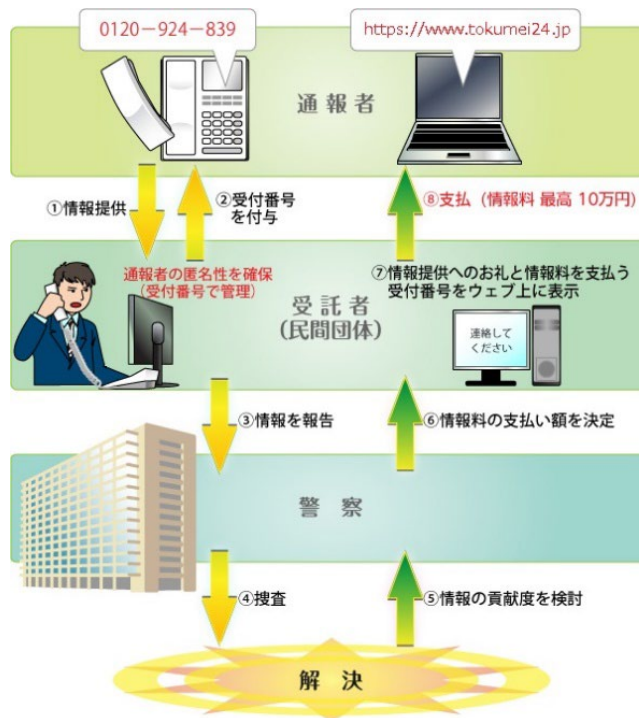 0120－924－839
https://www.tokumei24.jp
通報者
①情報提供
②受付番号
を付与
⑧支払（情報料 最高 10万円）
通報者の匿名性を確保
（受付番号で管理）
受託者
(民間団体)
⑦情報提供へのお礼と情報料を支払う
受付番号をウェブ上に表示
連絡して
ください
③情報を報告
⑥情報料の支払い額を決定
警察
④捜査
⑤情報の貢献度を検討
解決